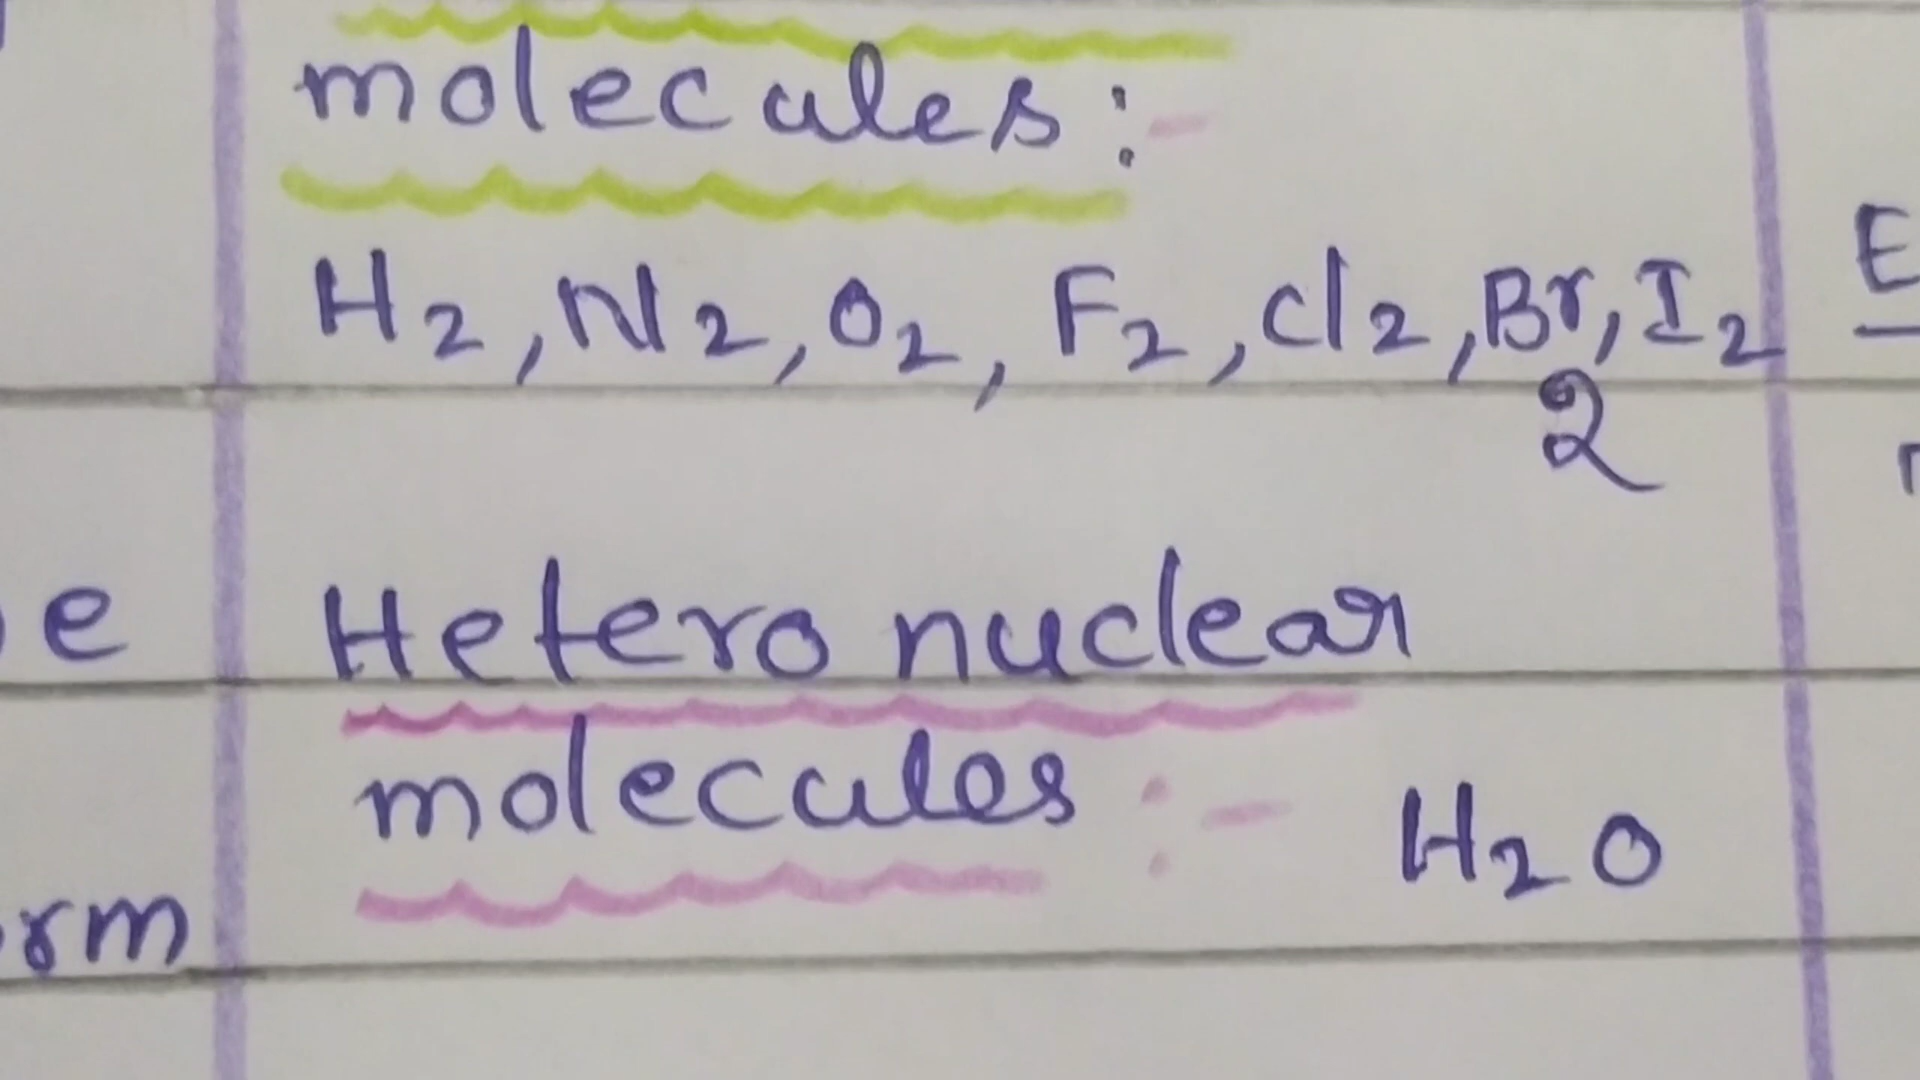 molecules:-
H2, N2, O2, F2, Cl2, Br2, I2
E
e Hetero nuclear
molecules :- H2O
rm